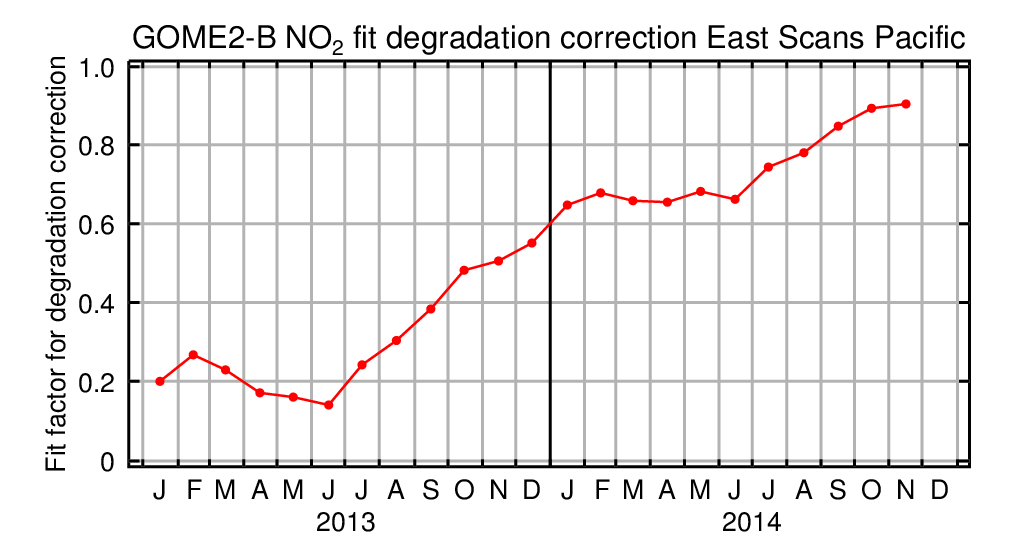 GOME2-B NO₂ fit degradation correction East Scans Pacific
Fit factor for degradation correction
1.0
0.8
0.6
0.4
0.2
0
J F M A M J J A S O N D J F M A M J J A S O N D
2013 2014